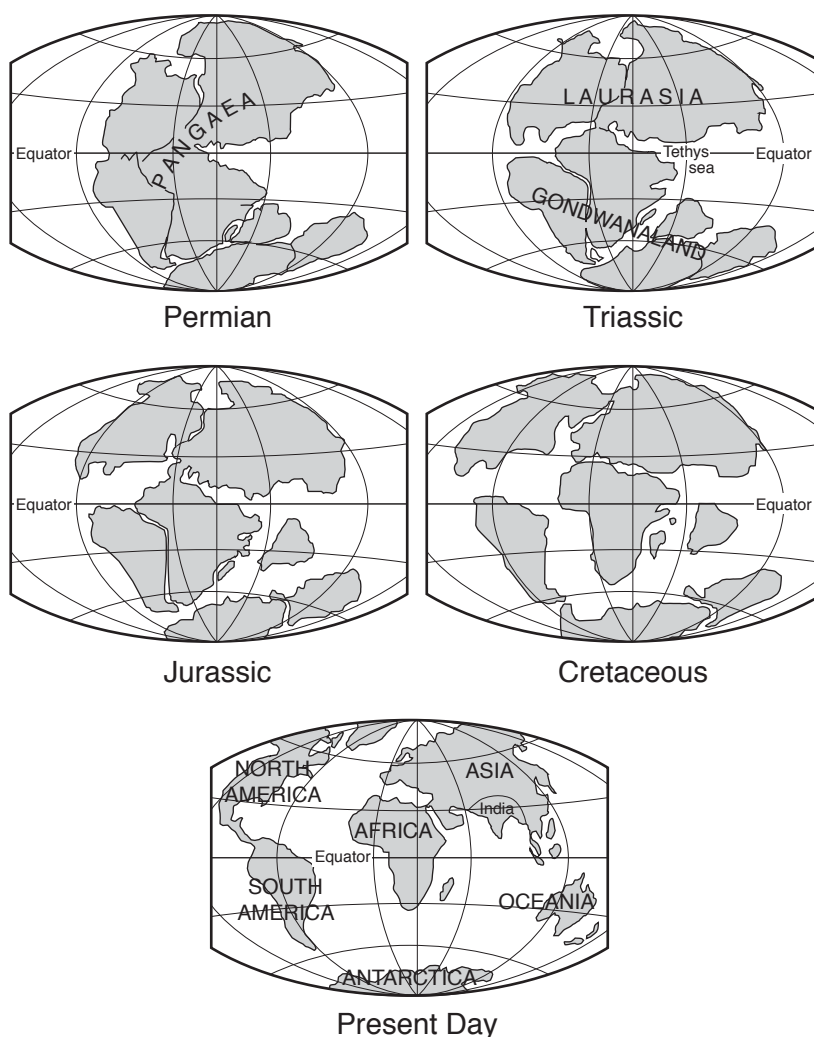 Equator
PANGAEA
Permian
LAURASIA
Tethys
sea
Equator
GONDWANALAND
Triassic
Equator
Jurassic
Equator
Cretaceous
NORTH
AMERICA
ASIA
India
AFRICA
Equator
SOUTH
AMERICA
OCEANIA
ANTARCTICA
Present Day